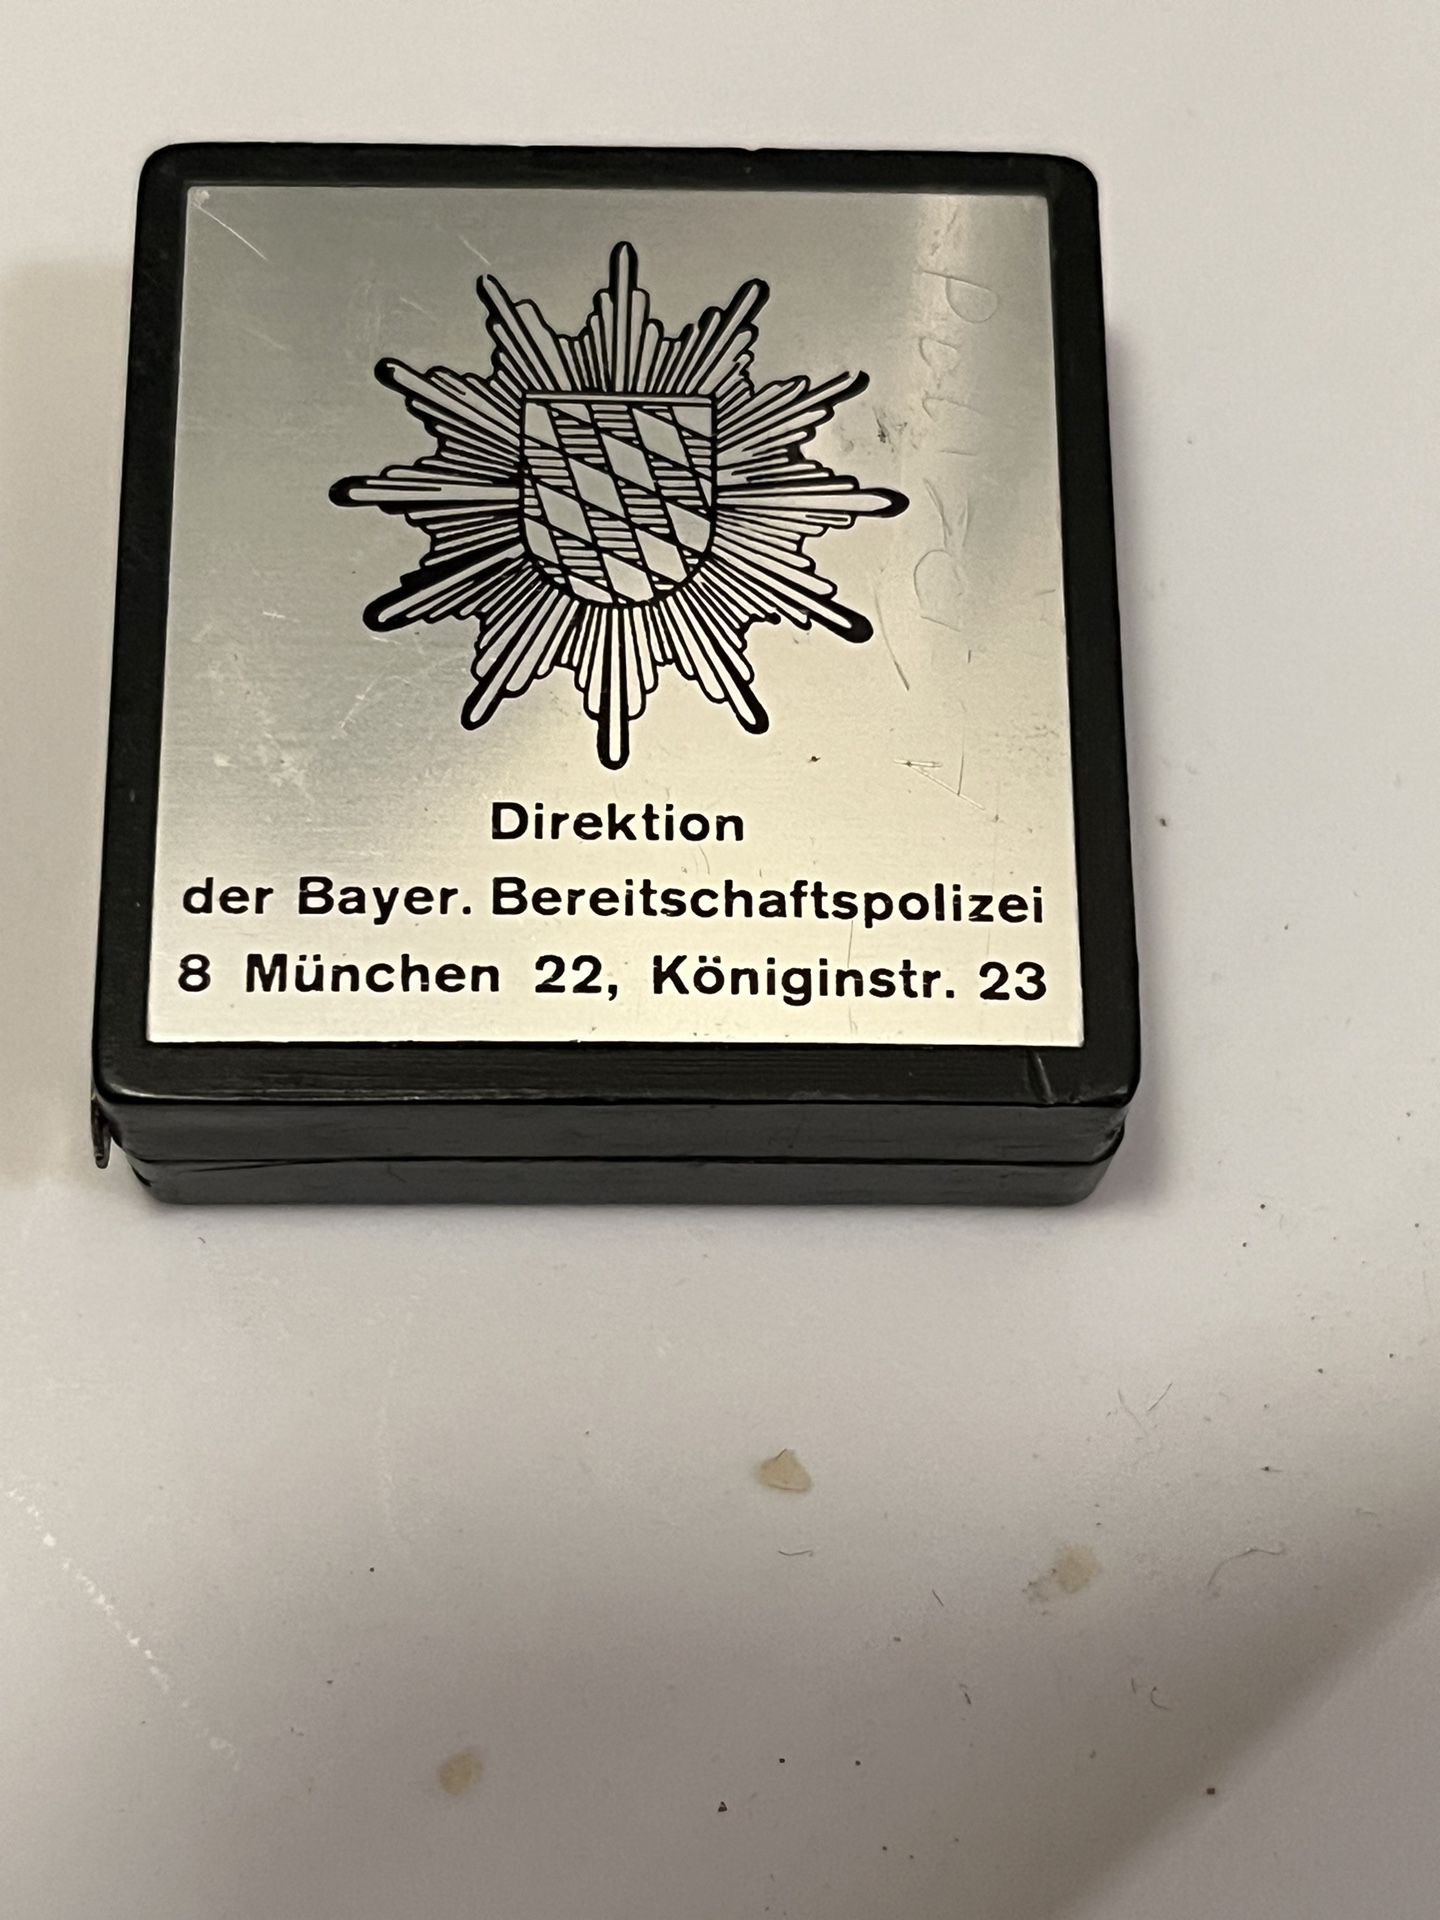 Direktion
der Bayer. Bereitschaftspolizei
8 München 22, Königinstr. 23